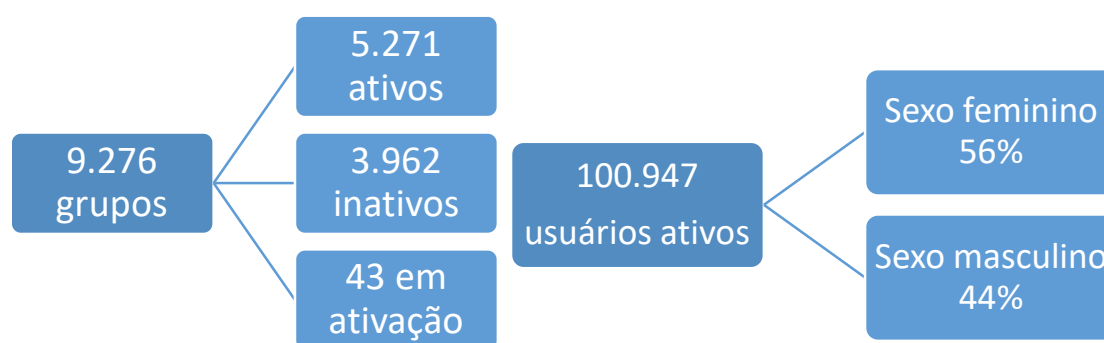 9.276
grupos
5.271
ativos
3.962
inativos
43 em
ativação
100.947
usuários ativos
Sexo feminino
56%
Sexo masculino
44%